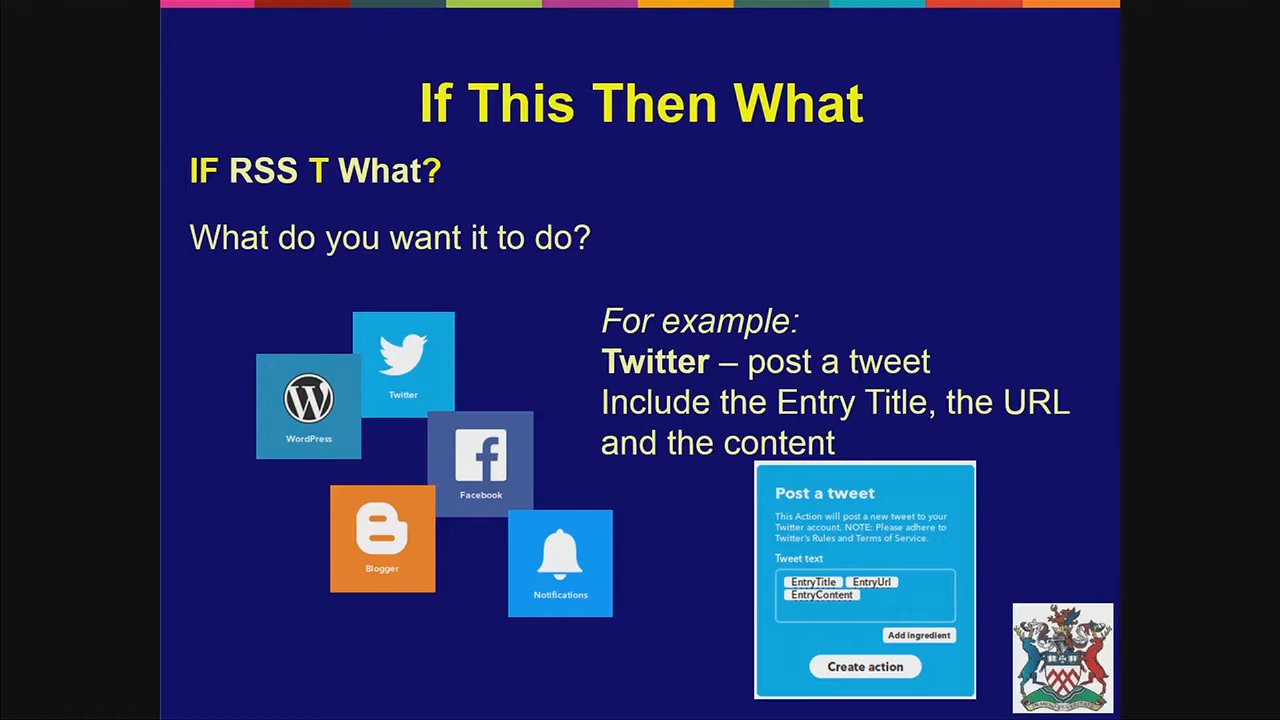 If This Then What
IF RSS T What?
What do you want it to do?
For example:
Twitter – post a tweet
Include the Entry Title, the URL
and the content
Twitter
WordPress
Facebook
Blogger
Notifications
Post a tweet
This Action will post a new tweet to your
Twitter account. NOTE: Please adhere to
Twitter's Rules and Terms of Service.
Tweet text
EntryTitle EntryUrl
EntryContent
Add ingredient
Create action